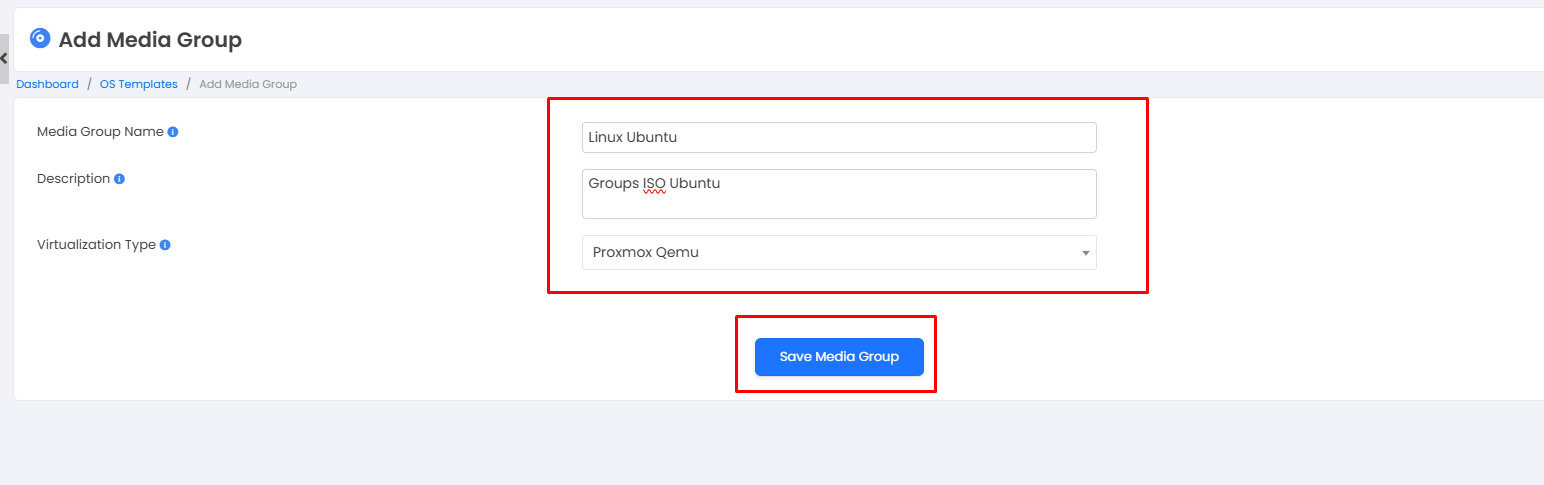 Add Media Group
Dashboard / OS Templates / Add Media Group
Media Group Name
Linux Ubuntu
Description
Groups ISO Ubuntu
Virtualization Type
Proxmox Qemu
Save Media Group